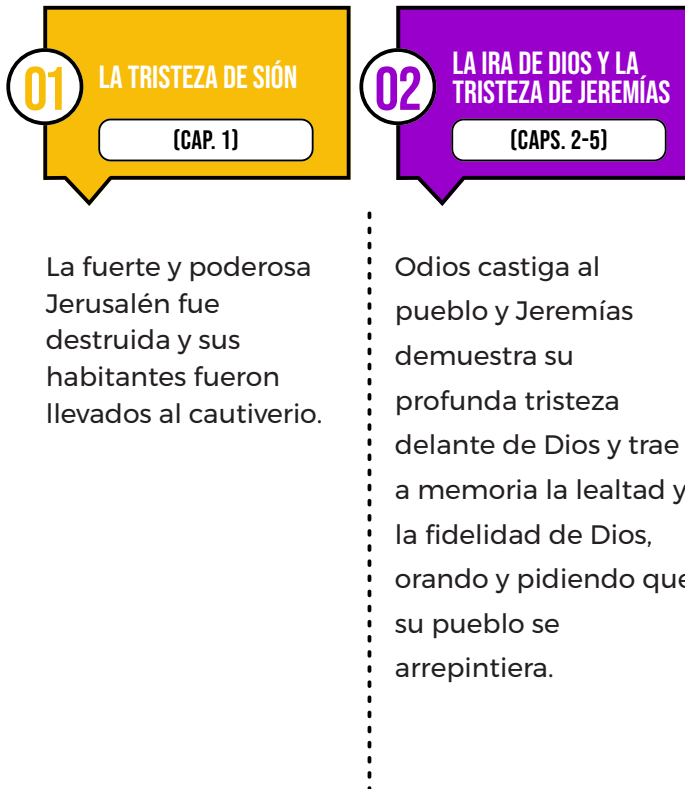 01
LA TRISTEZA DE SIÓN
(CAP. 1)
La fuerte y poderosa
Jerusalén fue
destruida y sus
habitantes fueron
llevados al cautiverio.
02
LA IRA DE DIOS Y LA
TRISTEZA DE JEREMÍAS
(CAPS. 2-5)
Odios castiga al
pueblo y Jeremías
demuestra su
profunda tristeza
delante de Dios y trae
a memoria la lealtad y
la fidelidad de Dios,
orando y pidiendo que
su pueblo se
arrepintiera.